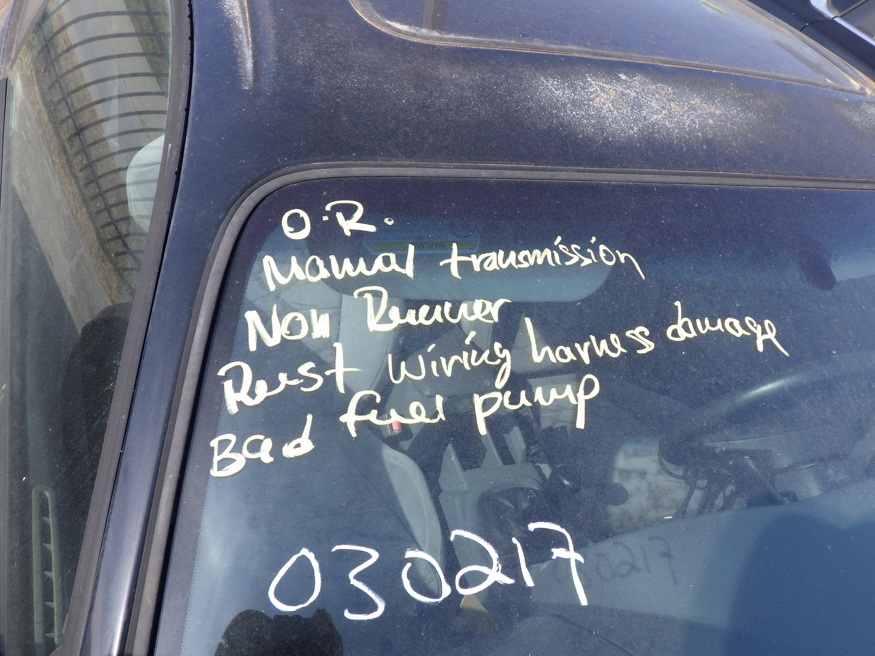 O.R.
Manual transmission
Non Runner
Rust wiring harness damage
Bad fuel pump
030217